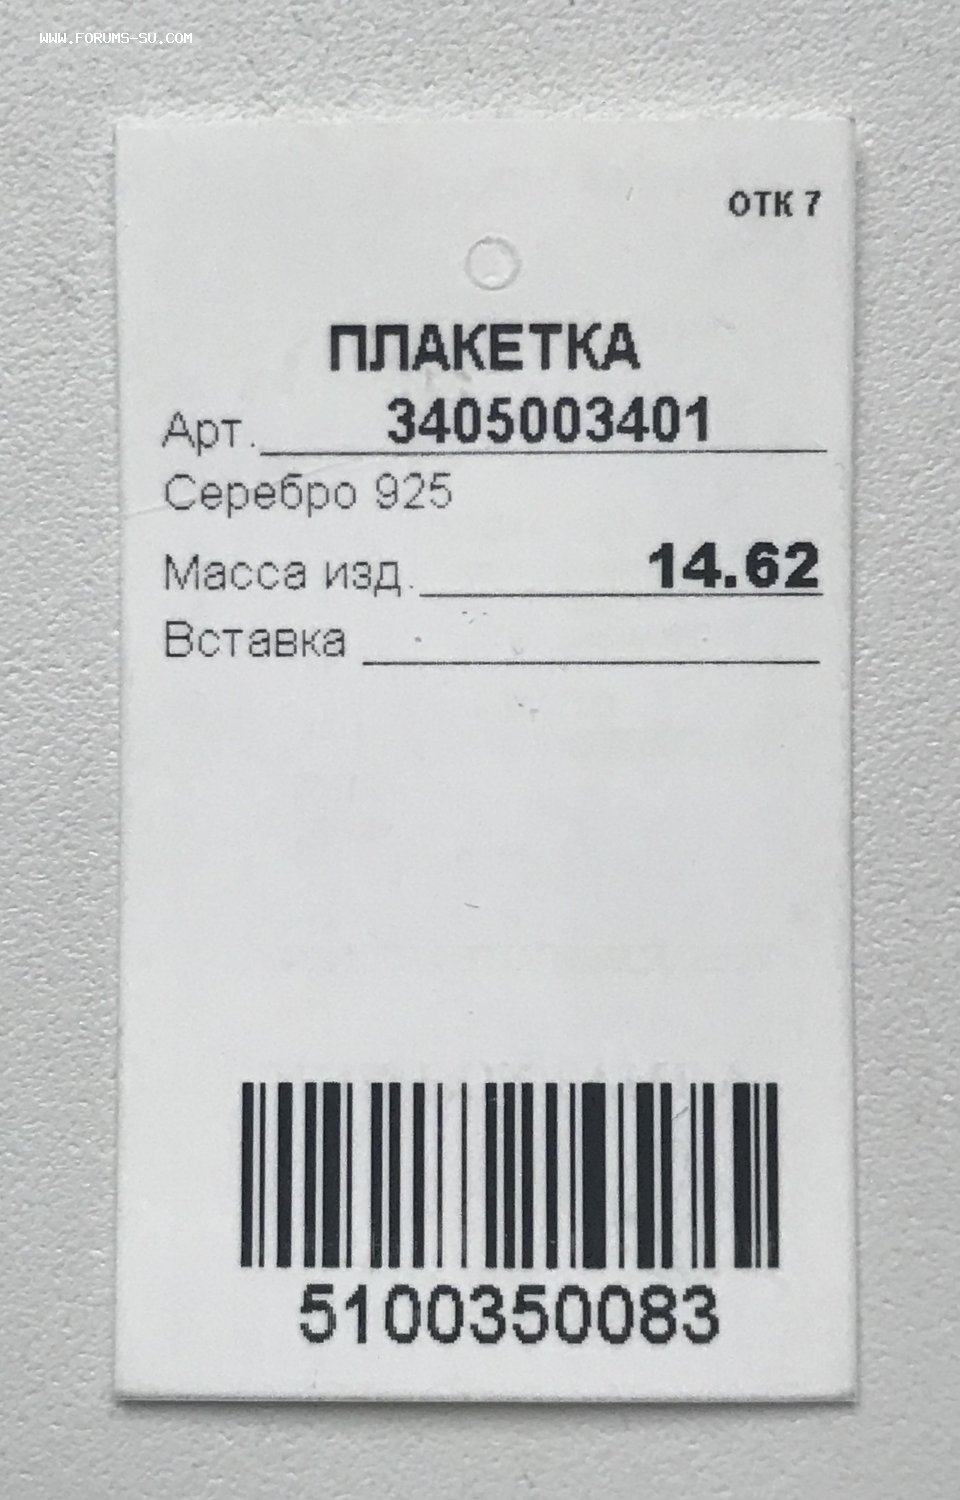 WWW.FORUMS-SU.COM
ОТК 7
ПЛАКЕТКА
Арт. 3405003401
Серебро 925
Масса изд. 14.62
Вставка
5100350083